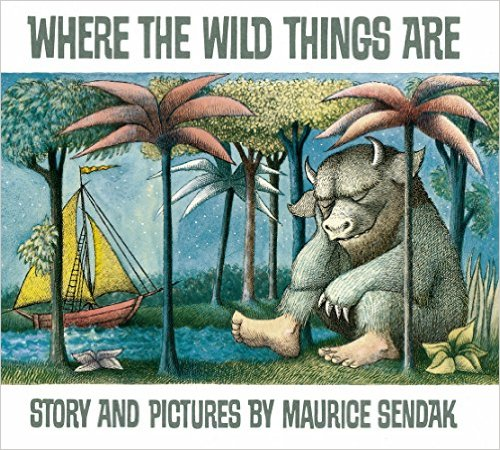 WHERE THE WILD THINGS ARE
STORY AND PICTURES BY MAURICE SENDAK